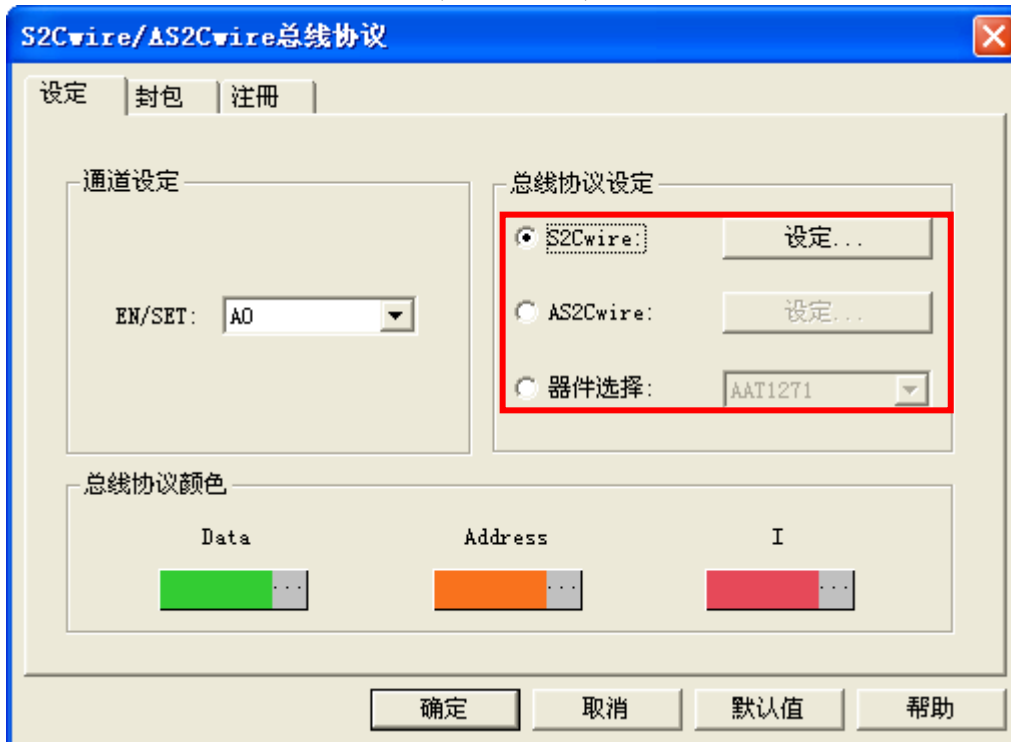 S2Cwire/AS2Cwire总线协议
设定 封包 注冊
通道设定
EN/SET: A0
总线协议设定
S2Cwire: 设定...
AS2Cwire: 设定...
器件选择: AAT1271
总线协议颜色
Data Address I
... ... ...
确定 取消 默认值 帮助